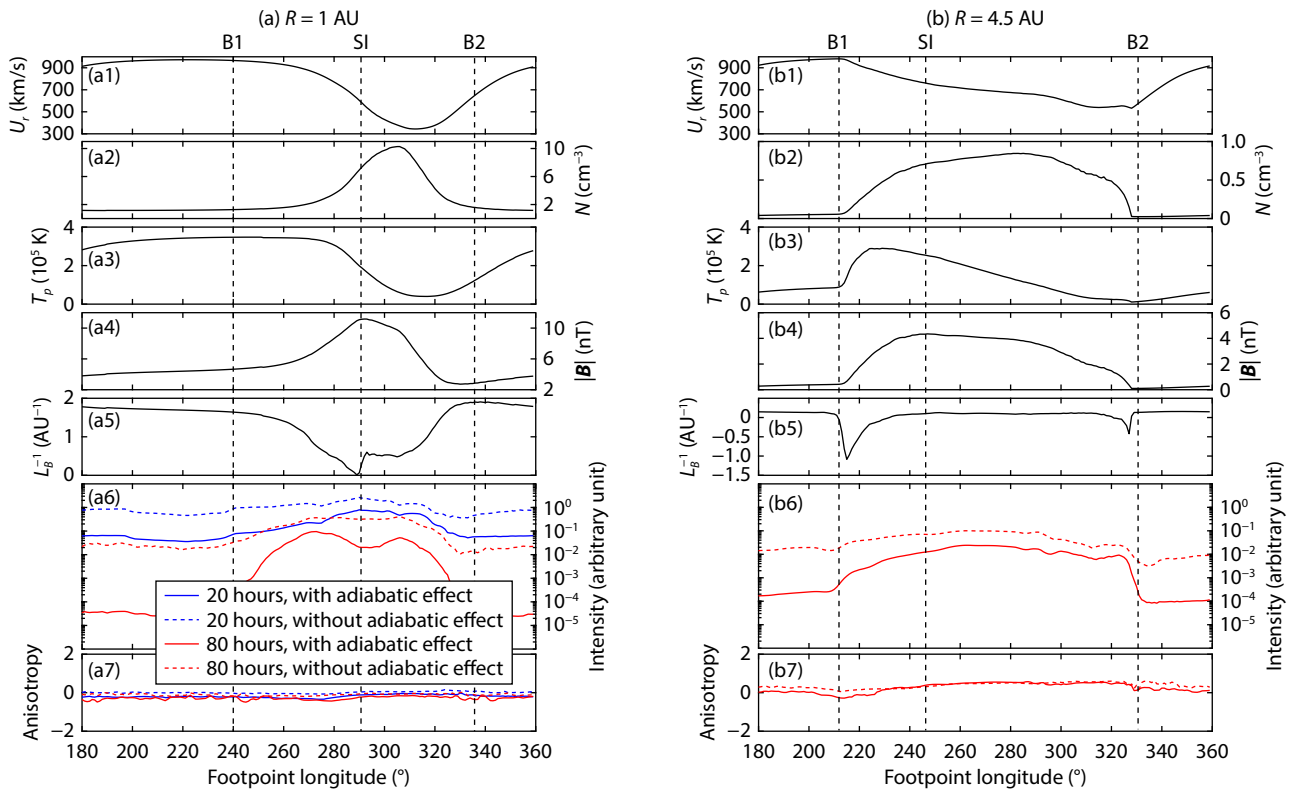 (a) R = 1 AU
B1 SI B2
(a1)
U_r (km/s)
900
700
500
300
(a2)
N (cm⁻³)
10
6
2
(a3)
T_p (10⁵ K)
4
2
0
(a4)
|B| (nT)
10
6
2
(a5)
L_B⁻¹ (AU⁻¹)
2
1
0
(a6)
Intensity (arbitrary unit)
10⁰
10⁻¹
10⁻²
10⁻³
10⁻⁴
10⁻⁵
20 hours, with adiabatic effect
20 hours, without adiabatic effect
80 hours, with adiabatic effect
80 hours, without adiabatic effect
(a7)
Anisotropy
2
0
−2
180 200 220 240 260 280 300 320 340 360
Footpoint longitude (°)
(b) R = 4.5 AU
B1 SI B2
(b1)
U_r (km/s)
900
700
500
300
(b2)
N (cm⁻³)
1.0
0.5
0
(b3)
T_p (10⁵ K)
4
2
0
(b4)
|B| (nT)
6
4
2
0
(b5)
L_B⁻¹ (AU⁻¹)
0
−0.5
−1.0
−1.5
(b6)
Intensity (arbitrary unit)
10⁰
10⁻¹
10⁻²
10⁻³
10⁻⁴
10⁻⁵
(b7)
Anisotropy
2
0
−2
180 200 220 240 260 280 300 320 340 360
Footpoint longitude (°)